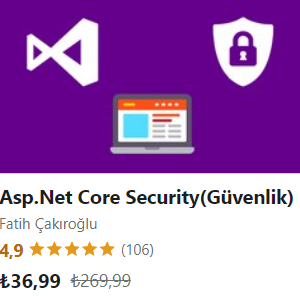 Asp.Net Core Security(Güvenlik)
Fatih Çakıroğlu
4,9 (106)
₺36,99 ₺269,99